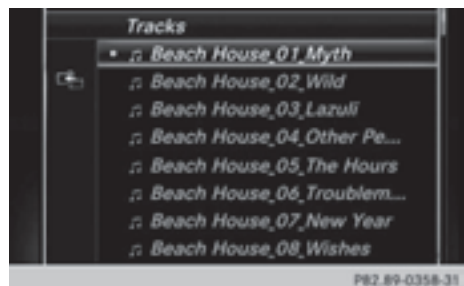 Tracks
Beach House_01_Myth
Beach House_02_Wild
Beach House_03_Lazuli
Beach House_04_Other Pe...
Beach House_05_The Hours
Beach House_06_Troublem...
Beach House_07_New Year
Beach House_08_Wishes
P82.89-0358-31